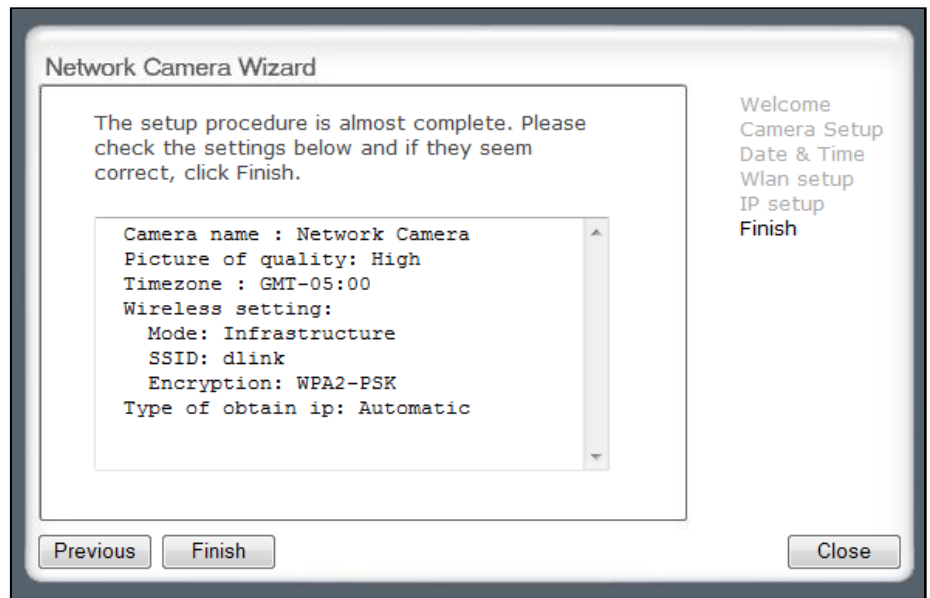 Network Camera Wizard
The setup procedure is almost complete. Please
check the settings below and if they seem
correct, click Finish.
Camera name : Network Camera
Picture of quality: High
Timezone : GMT-05:00
Wireless setting:
Mode: Infrastructure
SSID: dlink
Encryption: WPA2-PSK
Type of obtain ip: Automatic
Welcome
Camera Setup
Date & Time
Wlan setup
IP setup
Finish
Previous
Finish
Close